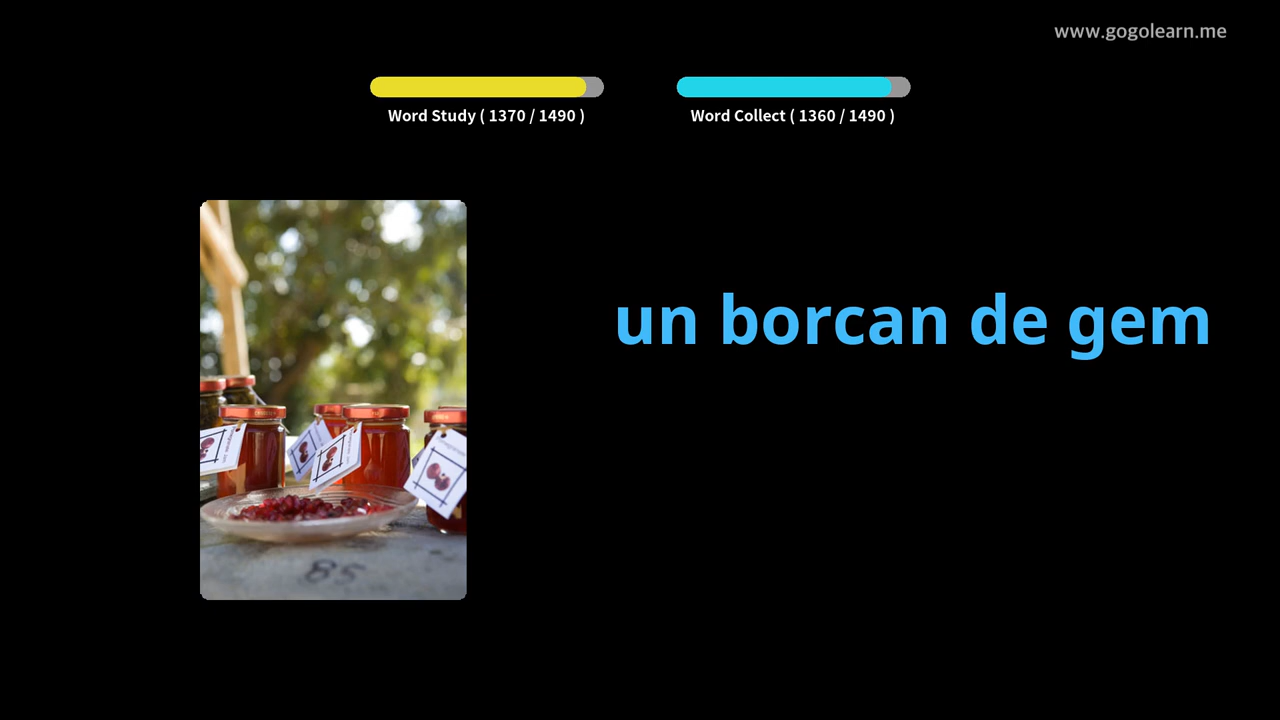 www.gogolearn.me
Word Study ( 1370 / 1490 )
Word Collect ( 1360 / 1490 )
un borcan de gem
85